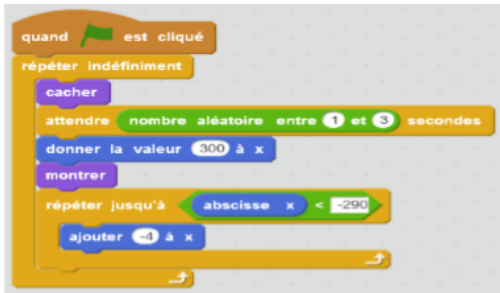 quand est cliqué
répéter indéfiniment
cacher
attendre nombre aléatoire entre 1 et 3 secondes
donner la valeur 300 à x
montrer
répéter jusqu'à abscisse x < -290
ajouter -4 à x